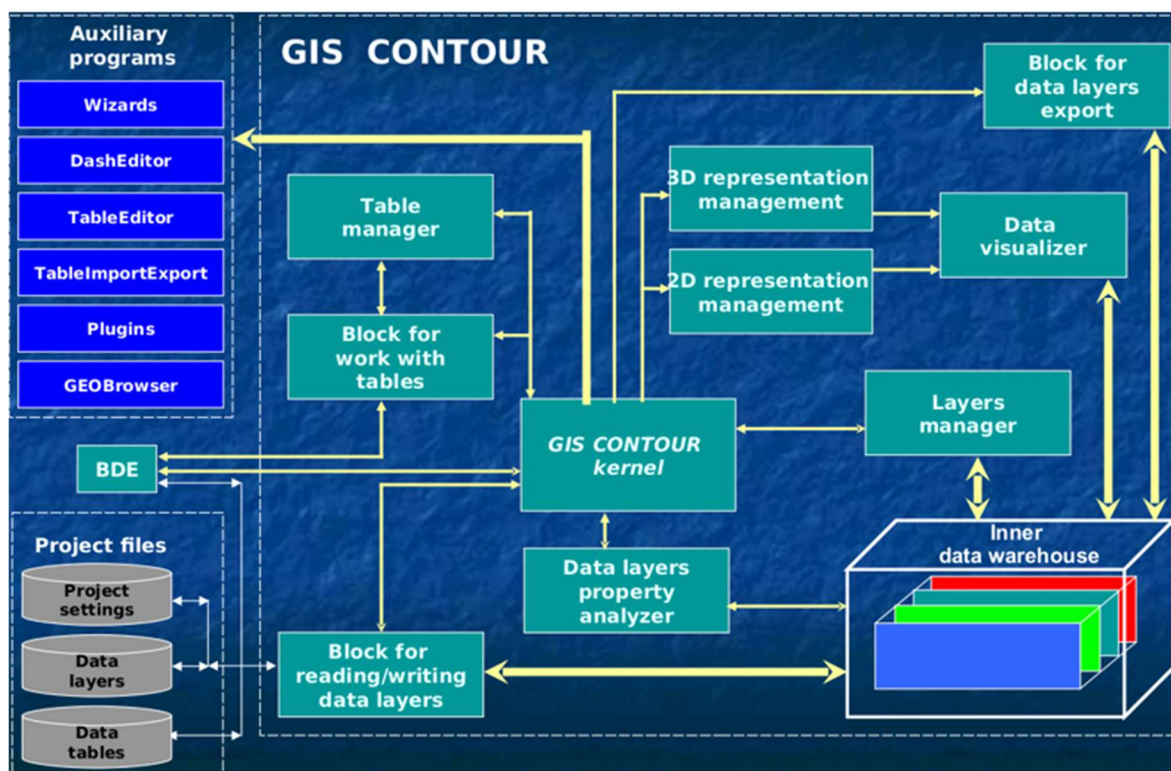 Auxiliary
programs
Wizards
DashEditor
TableEditor
TableImportExport
Plugins
GEOBrowser
GIS CONTOUR
Block for
data layers
export
3D representation
management
Table
manager
Data
visualizer
2D representation
management
Block for
work with
tables
Layers
manager
GIS CONTOUR
kernel
BDE
Inner
data warehouse
Project files
Project
settings
Data
layers
Data
tables
Data layers
property
analyzer
Block for
reading/writing
data layers